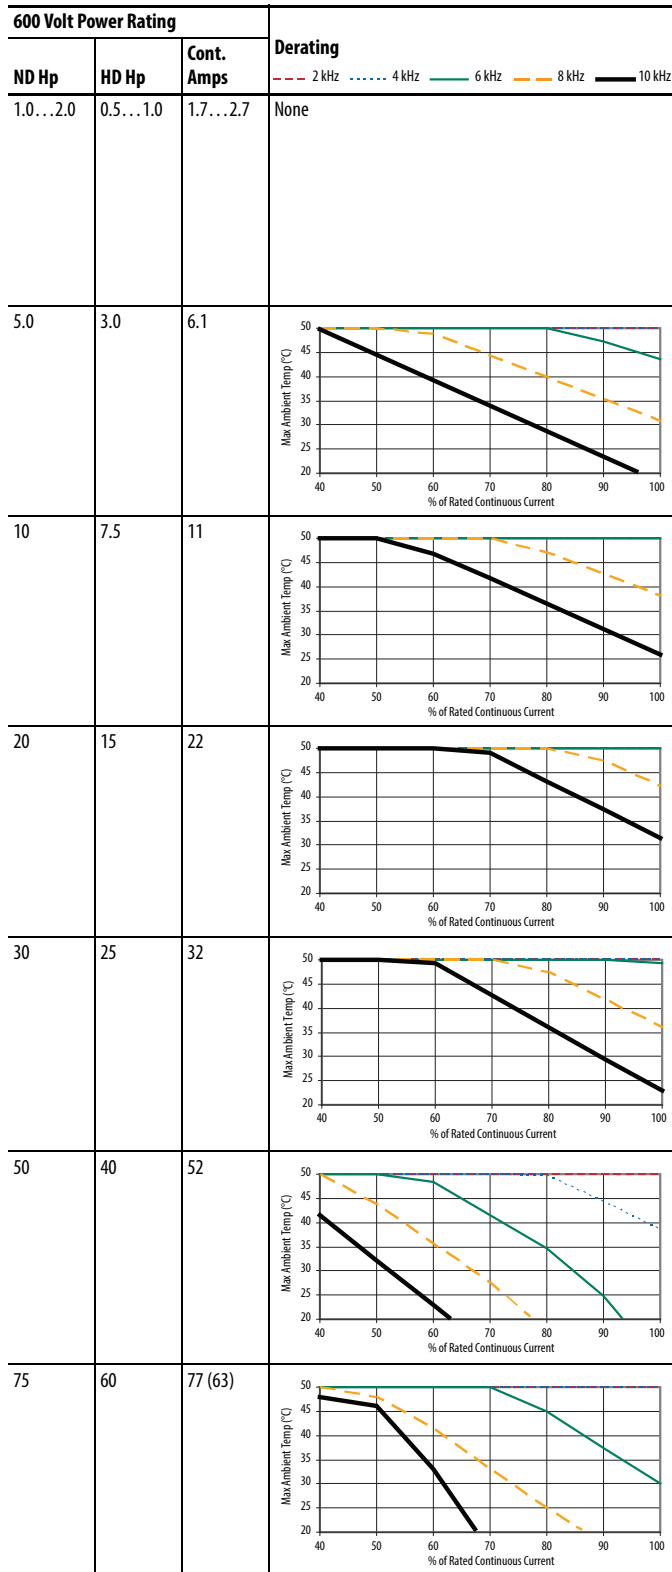 600 Volt Power Rating
ND Hp HD Hp Cont. Amps Derating
2 kHz 4 kHz 6 kHz 8 kHz 10 kHz
1.0...2.0 0.5...1.0 1.7...2.7 None
5.0 3.0 6.1
Max Ambient Temp (°C)
50
45
40
35
30
25
20
40 50 60 70 80 90 100
% of Rated Continuous Current
10 7.5 11
Max Ambient Temp (°C)
50
45
40
35
30
25
20
40 50 60 70 80 90 100
% of Rated Continuous Current
20 15 22
Max Ambient Temp (°C)
50
45
40
35
30
25
20
40 50 60 70 80 90 100
% of Rated Continuous Current
30 25 32
Max Ambient Temp (°C)
50
45
40
35
30
25
20
40 50 60 70 80 90 100
% of Rated Continuous Current
50 40 52
Max Ambient Temp (°C)
50
45
40
35
30
25
20
40 50 60 70 80 90 100
% of Rated Continuous Current
75 60 77 (63)
Max Ambient Temp (°C)
50
45
40
35
30
25
20
40 50 60 70 80 90 100
% of Rated Continuous Current